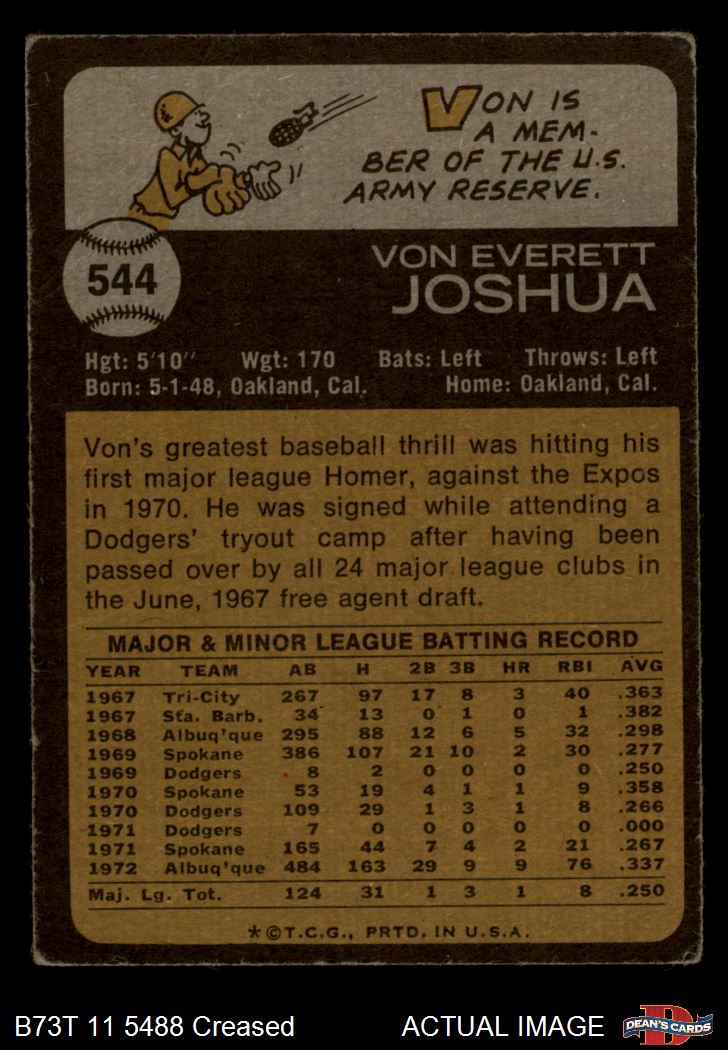 VON IS
A MEM-
BER OF THE U.S.
ARMY RESERVE.
544
VON EVERETT
JOSHUA
Hgt: 5'10" Wgt: 170 Bats: Left Throws: Left
Born: 5-1-48, Oakland, Cal. Home: Oakland, Cal.
Von's greatest baseball thrill was hitting his
first major league Homer, against the Expos
in 1970. He was signed while attending a
Dodgers' tryout camp after having been
passed over by all 24 major league clubs in
the June, 1967 free agent draft.
MAJOR & MINOR LEAGUE BATTING RECORD
YEAR TEAM AB H 2B 3B HR RBI AVG
1967 Tri-City 267 97 17 8 3 40 .363
1967 Sta. Barb. 34 13 0 1 0 1 .382
1968 Albuq'que 295 88 12 6 5 32 .298
1969 Spokane 386 107 21 10 2 30 .277
1969 Dodgers 8 2 0 0 0 0 .250
1970 Spokane 53 19 4 1 1 9 .358
1970 Dodgers 109 29 1 3 1 8 .266
1971 Dodgers 7 0 0 0 0 0 .000
1971 Spokane 165 44 7 4 2 21 .267
1972 Albuq'que 484 163 29 9 9 76 .337
Maj. Lg. Tot. 124 31 1 3 1 8 .250
*©T.C.G., PRTD. IN U.S.A.
B73T 11 5488 Creased ACTUAL IMAGE DEAN'S CARDS